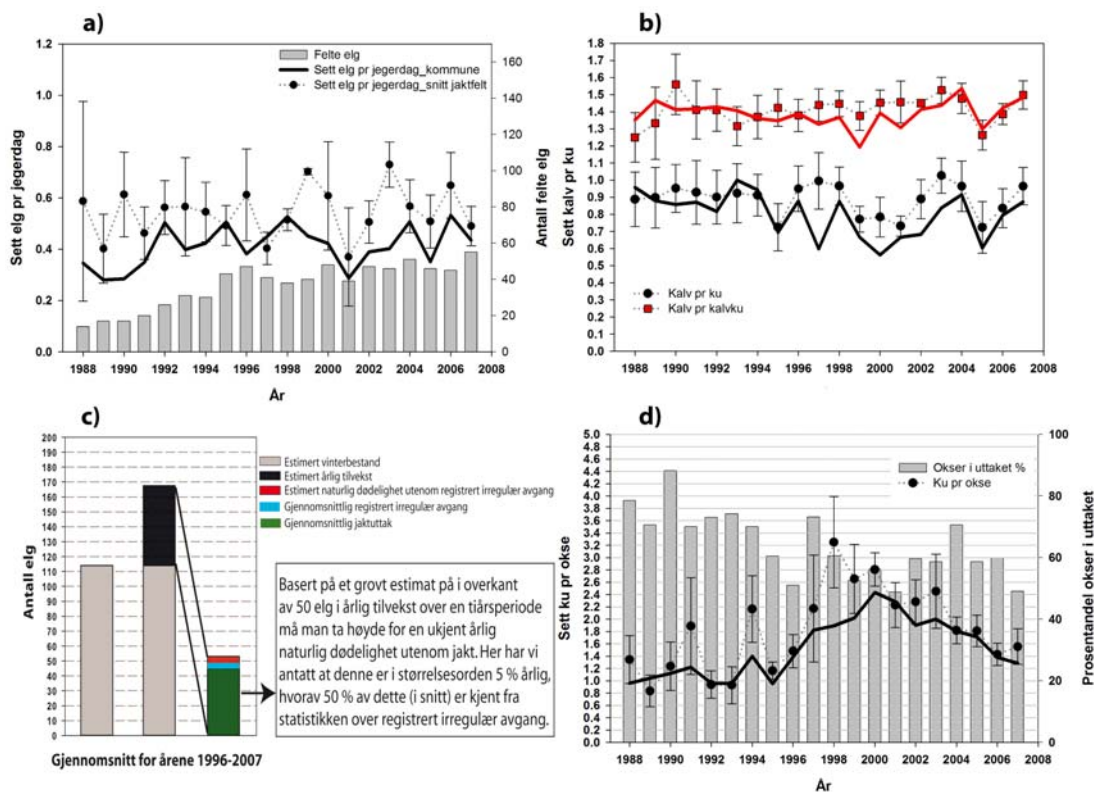 a)
1.2
1.0
0.8
0.6
0.4
0.2
0.0
Sett elg pr jegerdag
Felte elg
Sett elg pr jegerdag_kommune
Sett elg pr jegerdag_snitt jaktfelt
160
140
120
100
80
60
40
20
0
Antall felte elg
1988 1990 1992 1994 1996 1998 2000 2002 2004 2006 2008
År
b)
1.8
1.7
1.6
1.5
1.4
1.3
1.2
1.1
1.0
0.9
0.8
0.7
0.6
0.5
0.4
0.3
0.2
0.1
0.0
Sett kalv pr ku
Kalv pr ku
Kalv pr kalvku
1988 1990 1992 1994 1996 1998 2000 2002 2004 2006 2008
c)
200
190
180
170
160
150
140
130
120
110
100
90
80
70
60
50
40
30
20
10
0
Antall elg
Estimert vinterbestand
Estimert årlig tilvekst
Estimert naturlig dødelighet utenom registrert irregulær avgang
Gjennomsnittlig registrert irregulær avgang
Gjennomsnittlig jaktuttak
Basert på et grovt estimat på i overkant
av 50 elg i årlig tilvekst over en tiårsperiode
må man ta høyde for en ukjent årlig
naturlig dødelighet utenom jakt. Her har vi
antatt at denne er i størrelsesorden 5 % årlig,
hvorav 50 % av dette (i snitt) er kjent fra
statistikken over registrert irregulær avgang.
Gjennomsnitt for årene 1996-2007
d)
5.0
4.8
4.6
4.4
4.2
4.0
3.8
3.6
3.4
3.2
3.0
2.8
2.6
2.4
2.2
2.0
1.8
1.6
1.4
1.2
1.0
0.8
0.6
0.4
0.2
0.0
Sett ku pr okse
Okser i uttaket %
Ku pr okse
100
80
60
40
20
0
Prosentandel okser i uttaket
1988 1990 1992 1994 1996 1998 2000 2002 2004 2006 2008
År